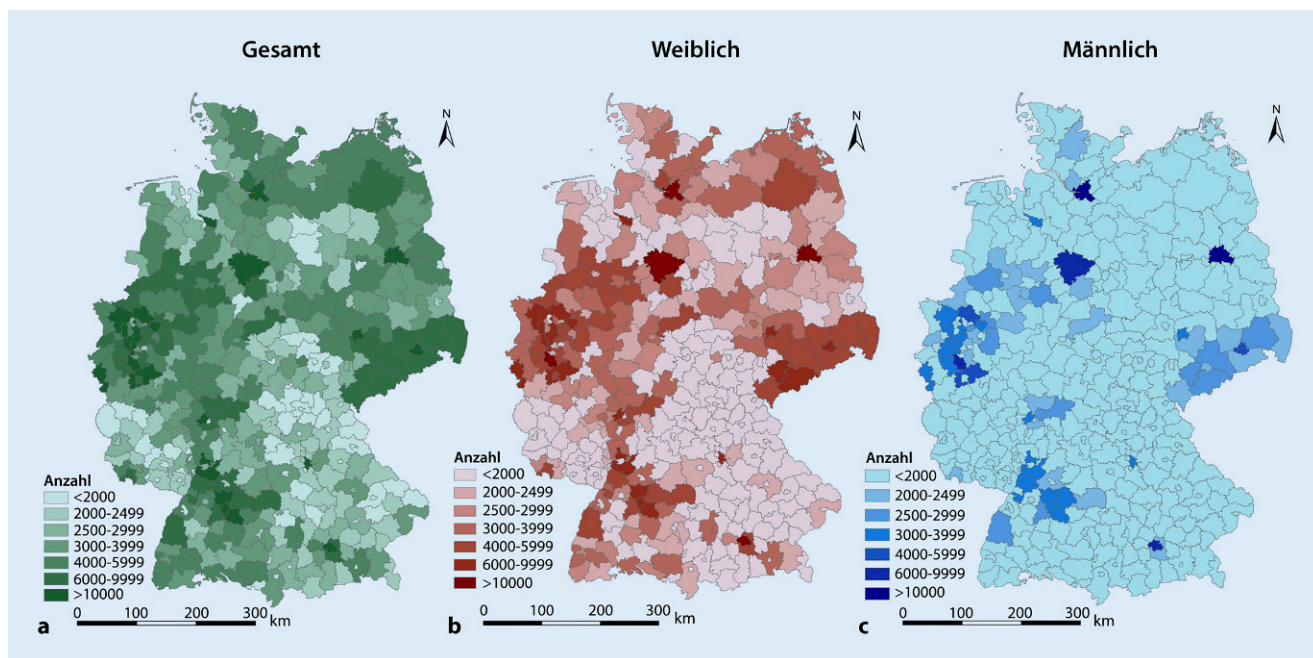 Gesamt
Weiblich
Männlich
N
N
N
Anzahl
<2000
2000-2499
2500-2999
3000-3999
4000-5999
6000-9999
>10000
Anzahl
<2000
2000-2499
2500-2999
3000-3999
4000-5999
6000-9999
>10000
Anzahl
<2000
2000-2499
2500-2999
3000-3999
4000-5999
6000-9999
>10000
0 100 200 300
a km
0 100 200 300
b km
0 100 200 300
c km